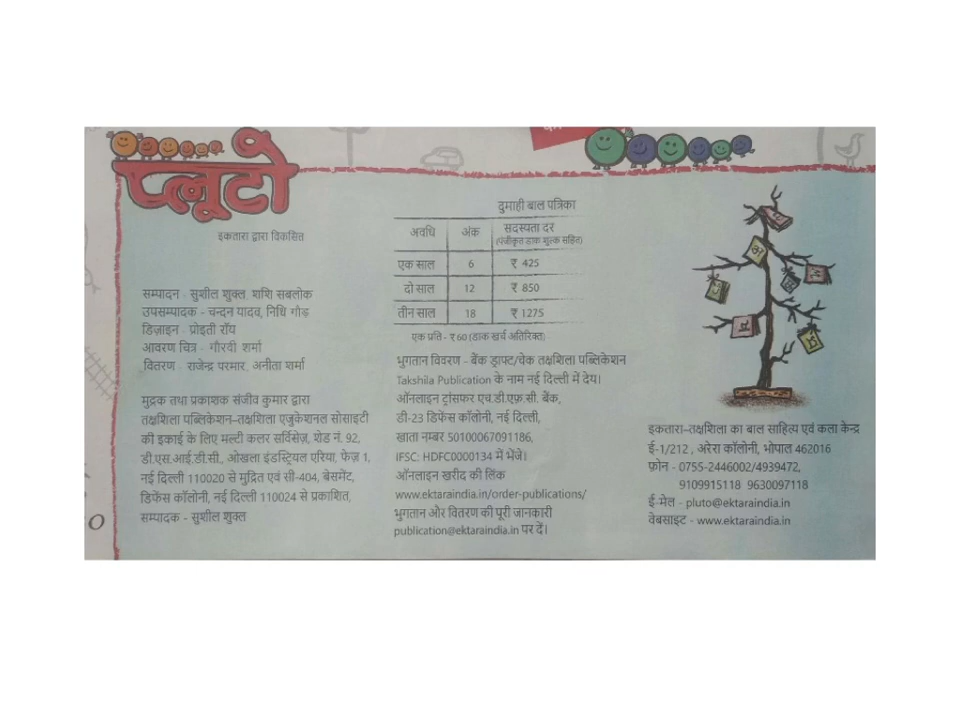 प्लूटो
इकतारा द्वारा विकसित
सम्पादन - सुशील शुक्ल, शशि सबलोक
उपसम्पादक - चन्दन यादव, निधि गौड़
डिज़ाइन - प्रोइती रॉय
आवरण चित्र - गौरवी शर्मा
वितरण - राजेन्द्र परमार, अनीता शर्मा
मुद्रक तथा प्रकाशक संजीव कुमार द्वारा
तक्षशिला पब्लिकेशन–तक्षशिला एजुकेशनल सोसाइटी
की इकाई के लिए मल्टी कलर सर्विसेज़, शेड नं. 92,
डी.एस.आई.डी.सी., ओखला इंडस्ट्रियल एरिया, फेज़ 1,
नई दिल्ली 110020 से मुद्रित एवं सी-404, बेसमेंट,
डिफेंस कॉलोनी, नई दिल्ली 110024 से प्रकाशित,
सम्पादक - सुशील शुक्ल
दुमाही बाल पत्रिका
अवधि अंक सदस्यता दर
(पंजीकृत डाक शुल्क सहित)
एक साल 6 ₹ 425
दो साल 12 ₹ 850
तीन साल 18 ₹ 1275
एक प्रति - ₹ 60 (डाक खर्च अतिरिक्त)
भुगतान विवरण – बैंक ड्राफ्ट/चेक तक्षशिला पब्लिकेशन
Takshila Publication के नाम नई दिल्ली में देय।
ऑनलाइन ट्रांसफर एच.डी.एफ़.सी. बैंक,
डी-23 डिफेंस कॉलोनी, नई दिल्ली,
खाता नम्बर 50100067091186,
IFSC: HDFC0000134 में भेजें।
ऑनलाइन खरीद की लिंक
www.ektaraindia.in/order-publications/
भुगतान और वितरण की पूरी जानकारी
publication@ektaraindia.in पर दें।
इकतारा–तक्षशिला का बाल साहित्य एवं कला केन्द्र
ई-1/212 , अरेरा कॉलोनी, भोपाल 462016
फ़ोन - 0755-2446002/4939472,
9109915118 9630097118
ई-मेल - pluto@ektaraindia.in
वेबसाइट - www.ektaraindia.in